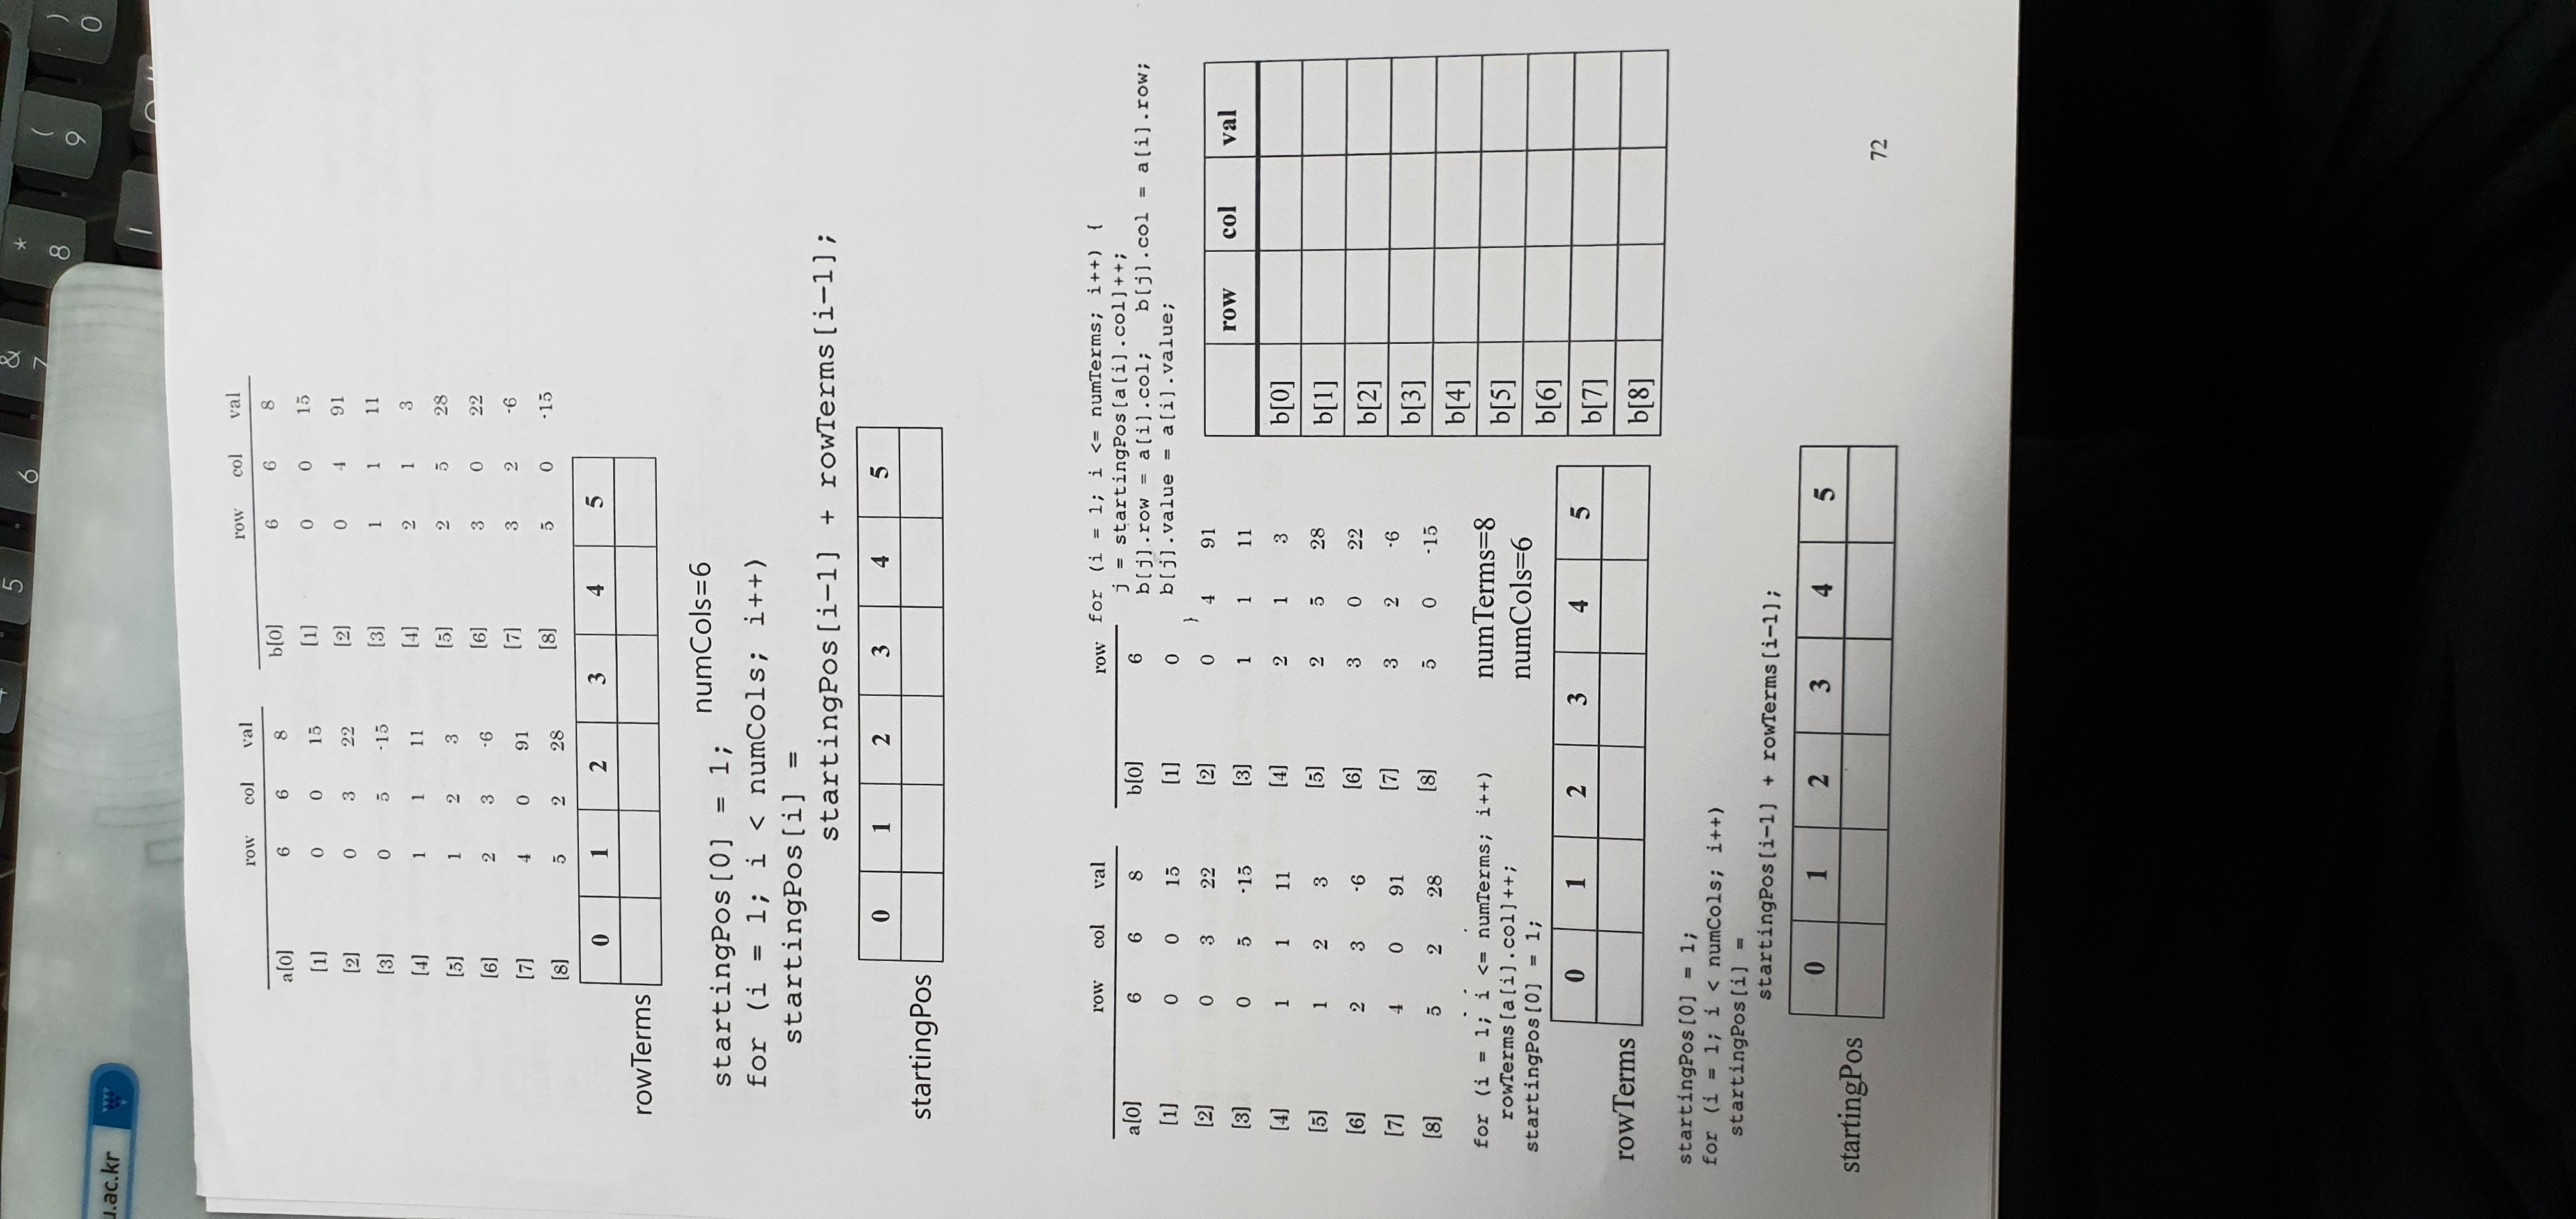 5
6
&
7
*
8
(
9
)
0
u.ac.kr
row col val row col val
a[0] 6 6 8 b[0] 6 6 8
[1] 0 0 15 [1] 0 0 15
[2] 0 3 22 [2] 0 4 91
[3] 0 5 -15 [3] 1 1 11
[4] 1 1 11 [4] 2 1 3
[5] 1 2 3 [5] 2 5 28
[6] 2 3 -6 [6] 3 0 22
[7] 4 0 91 [7] 3 2 -6
[8] 5 2 28 [8] 5 0 -15
0 1 2 3 4 5
rowTerms
numCols=6
startingPos[0] = 1;
for (i = 1; i < numCols; i++)
startingPos[i] =
startingPos[i-1] + rowTerms[i-1];
0 1 2 3 4 5
startingPos
row col val row
a[0] 6 6 8 b[0] 6
[1] 0 0 15 [1] 0
[2] 0 3 22 [2] 0 4 91
[3] 0 5 -15 [3] 1 1 11
[4] 1 1 11 [4] 2 1 3
[5] 1 2 3 [5] 2 5 28
[6] 2 3 -6 [6] 3 0 22
[7] 4 0 91 [7] 3 2 -6
[8] 5 2 28 [8] 5 0 -15
for (i = 1; i <= numTerms; i++) {
j = startingPos[a[i].col]++;
b[j].row = a[i].col; b[j].col = a[i].row;
b[j].value = a[i].value;
}
row col val
b[0]
b[1]
b[2]
b[3]
b[4]
b[5]
b[6]
b[7]
b[8]
for (i = 1; i <= numTerms; i++)
rowTerms[a[i].col]++;
startingPos[0] = 1;
numTerms=8
numCols=6
0 1 2 3 4 5
rowTerms
startingPos[0] = 1;
for (i = 1; i < numCols; i++)
startingPos[i] =
startingPos[i-1] + rowTerms[i-1];
0 1 2 3 4 5
startingPos
72